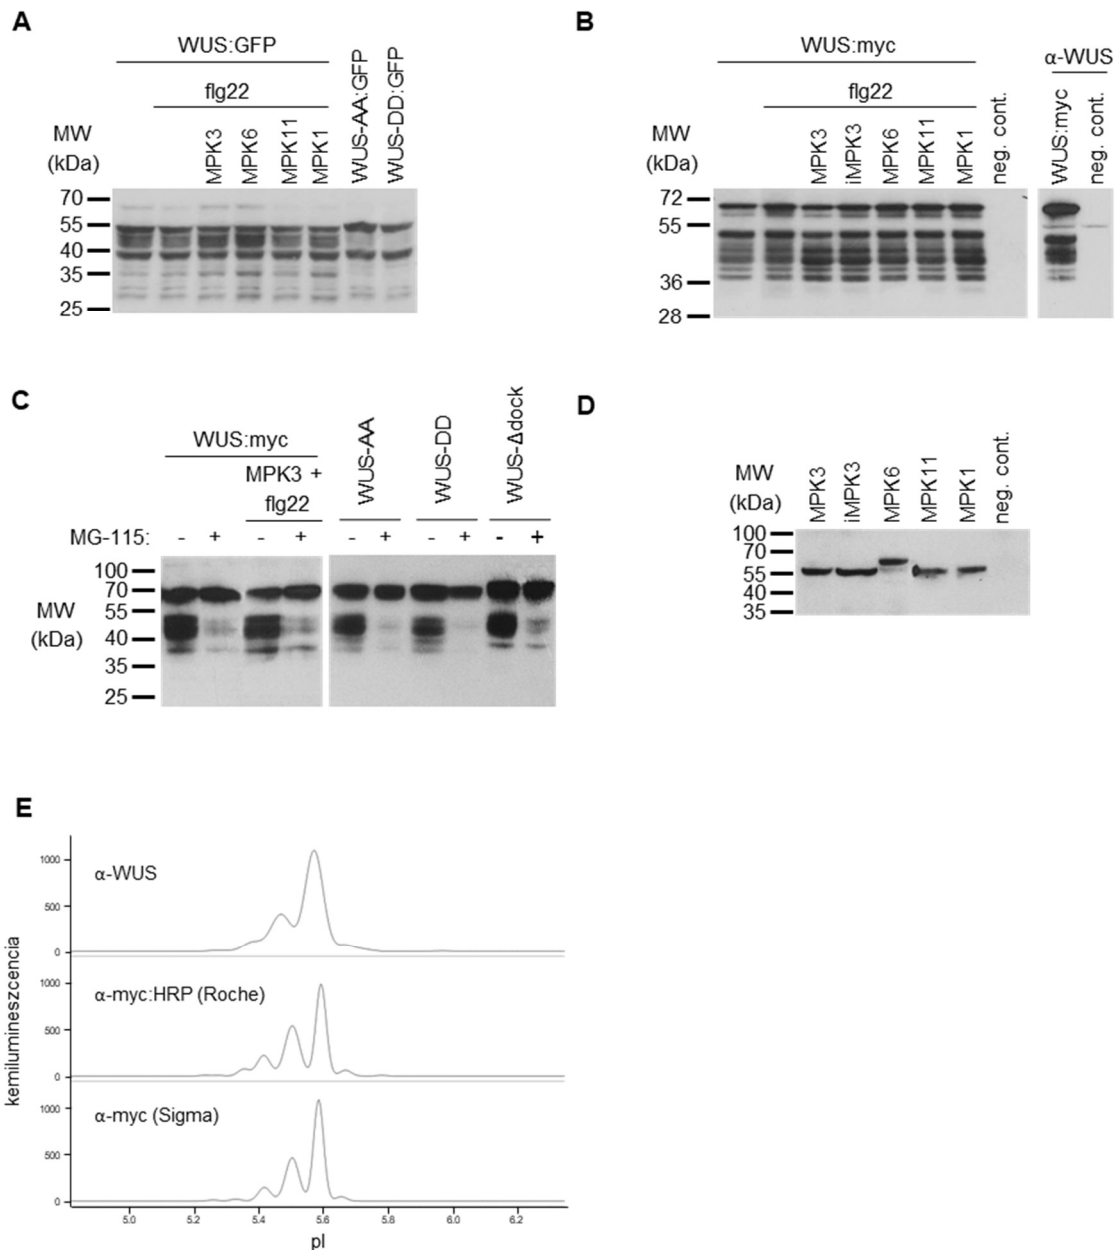 A
WUS:GFP
flg22
MW
(kDa)
MPK3
MPK6
MPK11
MPK1
WUS-AA:GFP
WUS-DD:GFP
70
55
40
35
25
B
WUS:myc
α-WUS
flg22
MW
(kDa)
MPK3
iMPK3
MPK6
MPK11
MPK1
neg. cont.
WUS:myc
neg. cont.
72
55
36
28
C
WUS:myc
MPK3 +
flg22
WUS-AA
WUS-DD
WUS-Δdock
MG-115: - + - + - + - + - +
MW
(kDa)
100
70
55
40
35
25
D
MW
(kDa)
MPK3
iMPK3
MPK6
MPK11
MPK1
neg. cont.
100
70
55
40
35
E
kemilumineszcencia
α-WUS
1000
500
0
α-myc:HRP (Roche)
1000
500
0
α-myc (Sigma)
1000
500
0
5.0 5.2 5.4 5.6 5.8 6.0 6.2
pI